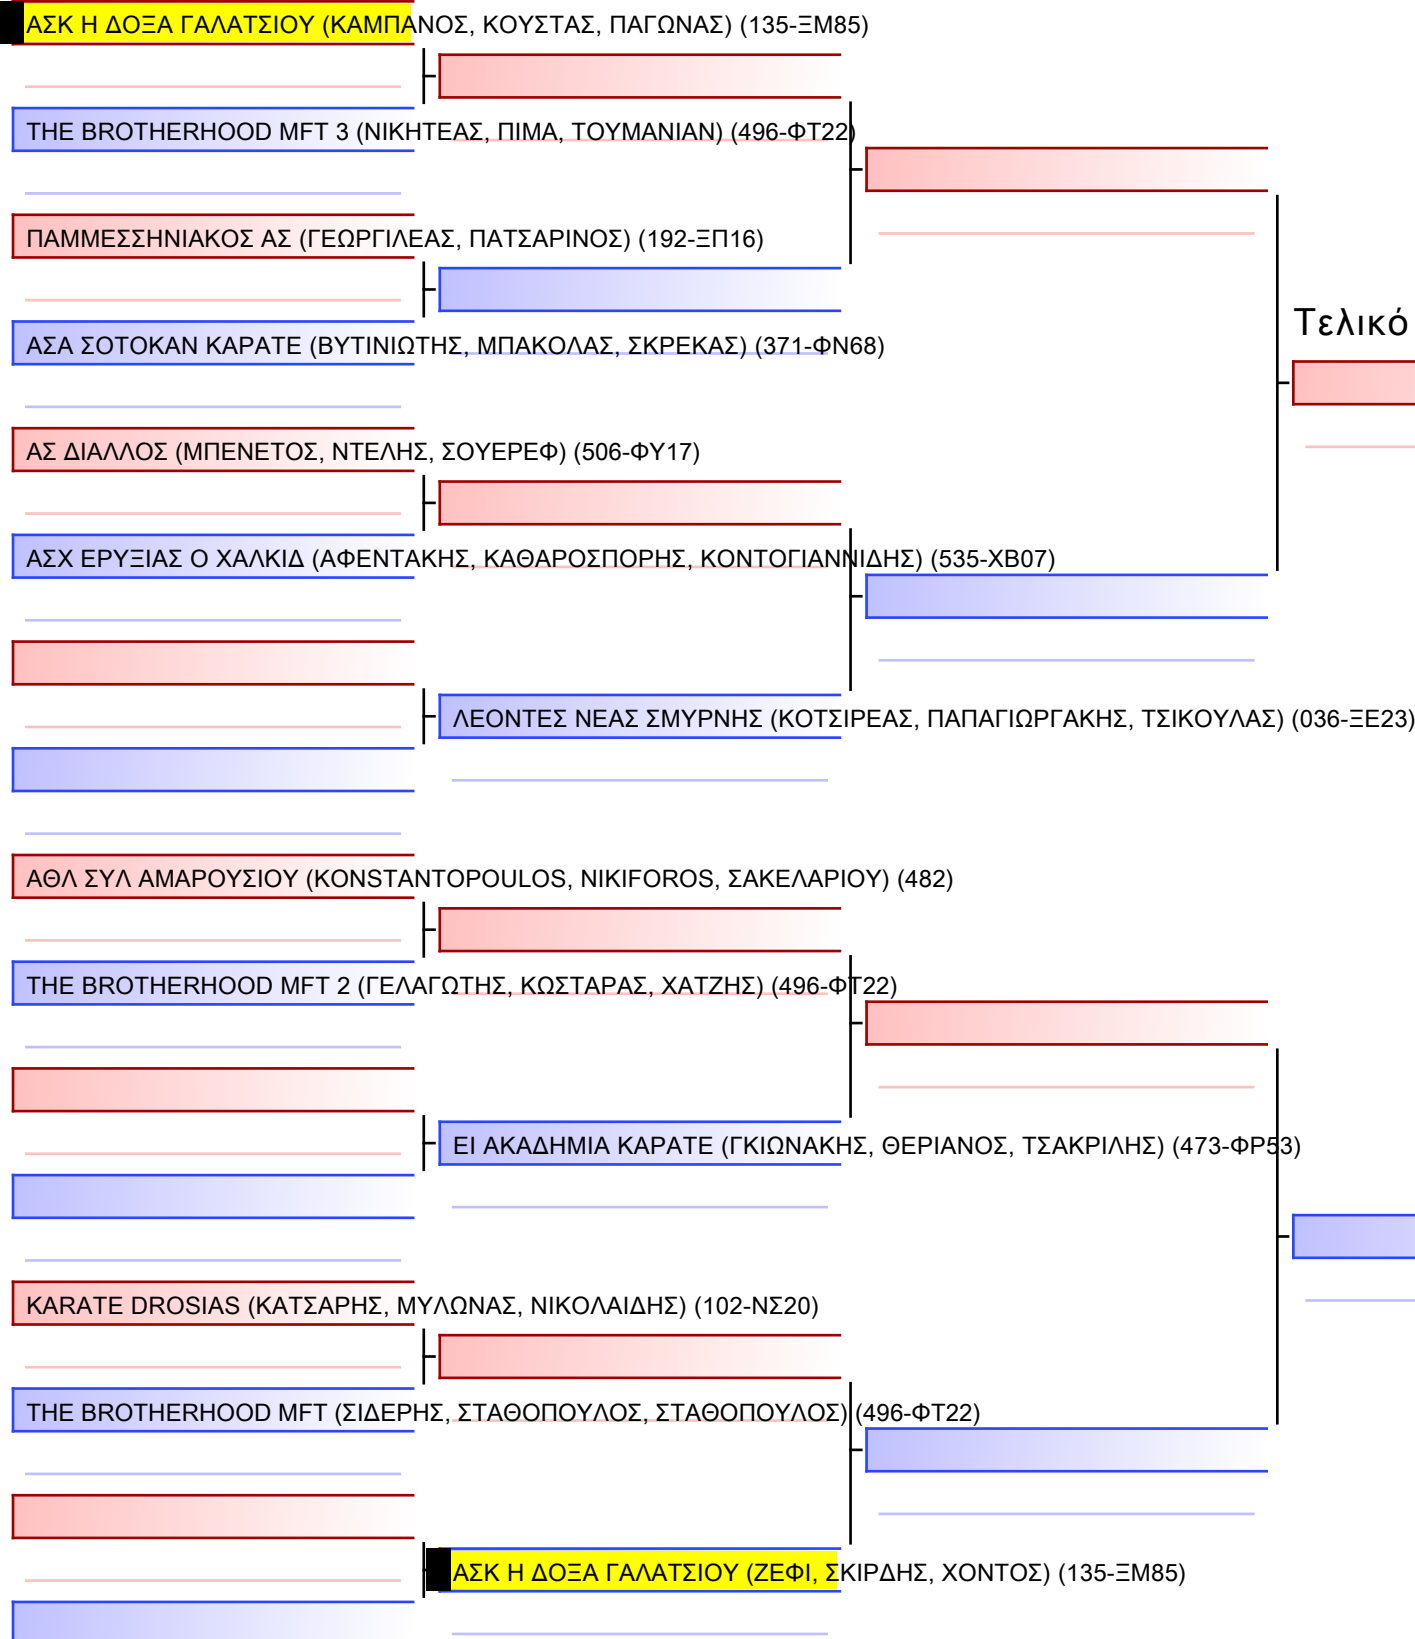 ΑΣΚ Η ΔΟΞΑ ΓΑΛΑΤΣΙΟΥ (ΚΑΜΠΑΝΟΣ, ΚΟΥΣΤΑΣ, ΠΑΓΩΝΑΣ) (135-ΞΜ85)
THE BROTHERHOOD MFT 3 (ΝΙΚΗΤΕΑΣ, ΠΙΜΑ, ΤΟΥΜΑΝΙΑΝ) (496-ΦΤ22)
ΠΑΜΜΕΣΣΗΝΙΑΚΟΣ ΑΣ (ΓΕΩΡΓΙΛΕΑΣ, ΠΑΤΣΑΡΙΝΟΣ) (192-ΞΠ16)
Τελικό
ΑΣΑ ΣΟΤΟΚΑΝ ΚΑΡΑΤΕ (ΒΥΤΙΝΙΩΤΗΣ, ΜΠΑΚΟΛΑΣ, ΣΚΡΕΚΑΣ) (371-ΦΝ68)
ΑΣ ΔΙΑΛΛΟΣ (ΜΠΕΝΕΤΟΣ, ΝΤΕΛΗΣ, ΣΟΥΕΡΕΦ) (506-ΦΥ17)
ΑΣΧ ΕΡΥΞΙΑΣ Ο ΧΑΛΚΙΔ (ΑΦΕΝΤΑΚΗΣ, ΚΑΘΑΡΟΣΠΟΡΗΣ, ΚΟΝΤΟΓΙΑΝΝΙΔΗΣ) (535-ΧΒ07)
ΛΕΟΝΤΕΣ ΝΕΑΣ ΣΜΥΡΝΗΣ (ΚΟΤΣΙΡΕΑΣ, ΠΑΠΑΓΙΩΡΓΑΚΗΣ, ΤΣΙΚΟΥΛΑΣ) (036-ΞΕ23)
ΑΘΛ ΣΥΛ ΑΜΑΡΟΥΣΙΟΥ (KONSTANTOPOULOS, NIKIFOROS, ΣΑΚΕΛΑΡΙΟΥ) (482)
THE BROTHERHOOD MFT 2 (ΓΕΛΑΓΩΤΗΣ, ΚΩΣΤΑΡΑΣ, ΧΑΤΖΗΣ) (496-ΦΤ22)
ΕΙ ΑΚΑΔΗΜΙΑ ΚΑΡΑΤΕ (ΓΚΙΩΝΑΚΗΣ, ΘΕΡΙΑΝΟΣ, ΤΣΑΚΡΙΛΗΣ) (473-ΦΡ53)
KARATE DROSIAS (ΚΑΤΣΑΡΗΣ, ΜΥΛΩΝΑΣ, ΝΙΚΟΛΑΙΔΗΣ) (102-ΝΣ20)
THE BROTHERHOOD MFT (ΣΙΔΕΡΗΣ, ΣΤΑΘΟΠΟΥΛΟΣ, ΣΤΑΘΟΠΟΥΛΟΣ) (496-ΦΤ22)
ΑΣΚ Η ΔΟΞΑ ΓΑΛΑΤΣΙΟΥ (ΖΕΦΙ, ΣΚΙΡΔΗΣ, ΧΟΝΤΟΣ) (135-ΞΜ85)